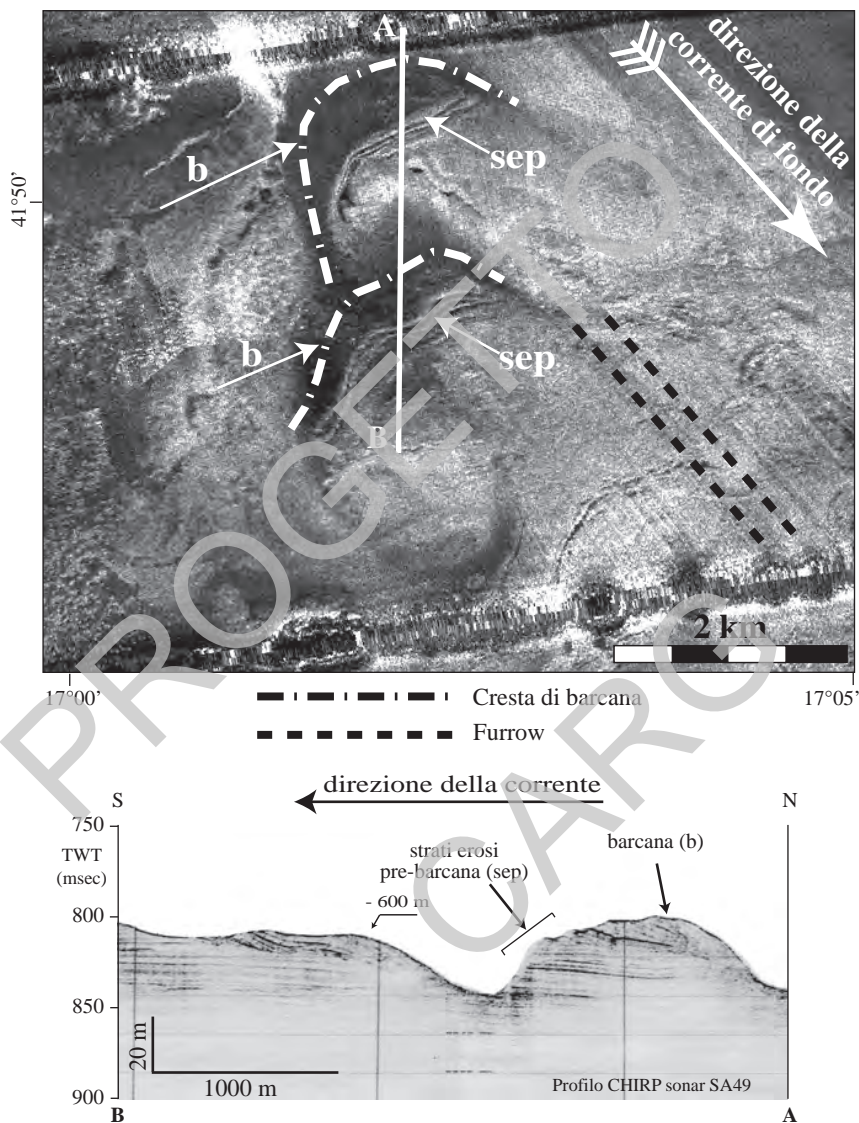 A
direzione della
corrente di fondo
b
sep
41°50'
b
sep
B
2 km
17°00'
17°05'
Cresta di barcana
Furrow
PROGETTO
CARG
direzione della corrente
S
N
750
TWT
(msec)
strati erosi
pre-barcana (sep)
barcana (b)
- 600 m
800
850
20 m
1000 m
Profilo CHIRP sonar SA49
900
B
A